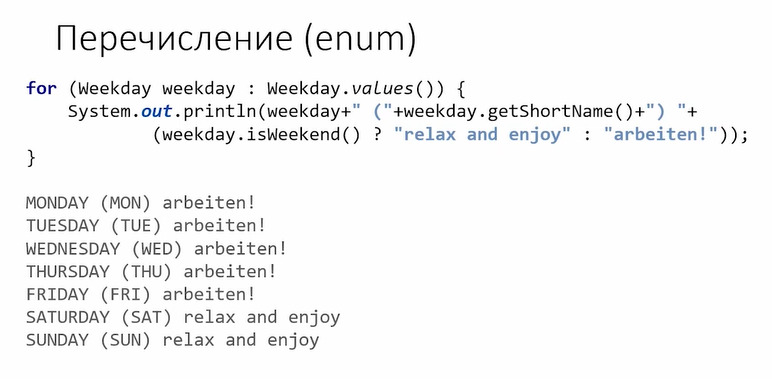 Перечисление (enum)
for (Weekday weekday : Weekday.values()) {
System.out.println(weekday+" ("+weekday.getShortName()+") "+
(weekday.isWeekend() ? "relax and enjoy" : "arbeiten!"));
}
MONDAY (MON) arbeiten!
TUESDAY (TUE) arbeiten!
WEDNESDAY (WED) arbeiten!
THURSDAY (THU) arbeiten!
FRIDAY (FRI) arbeiten!
SATURDAY (SAT) relax and enjoy
SUNDAY (SUN) relax and enjoy